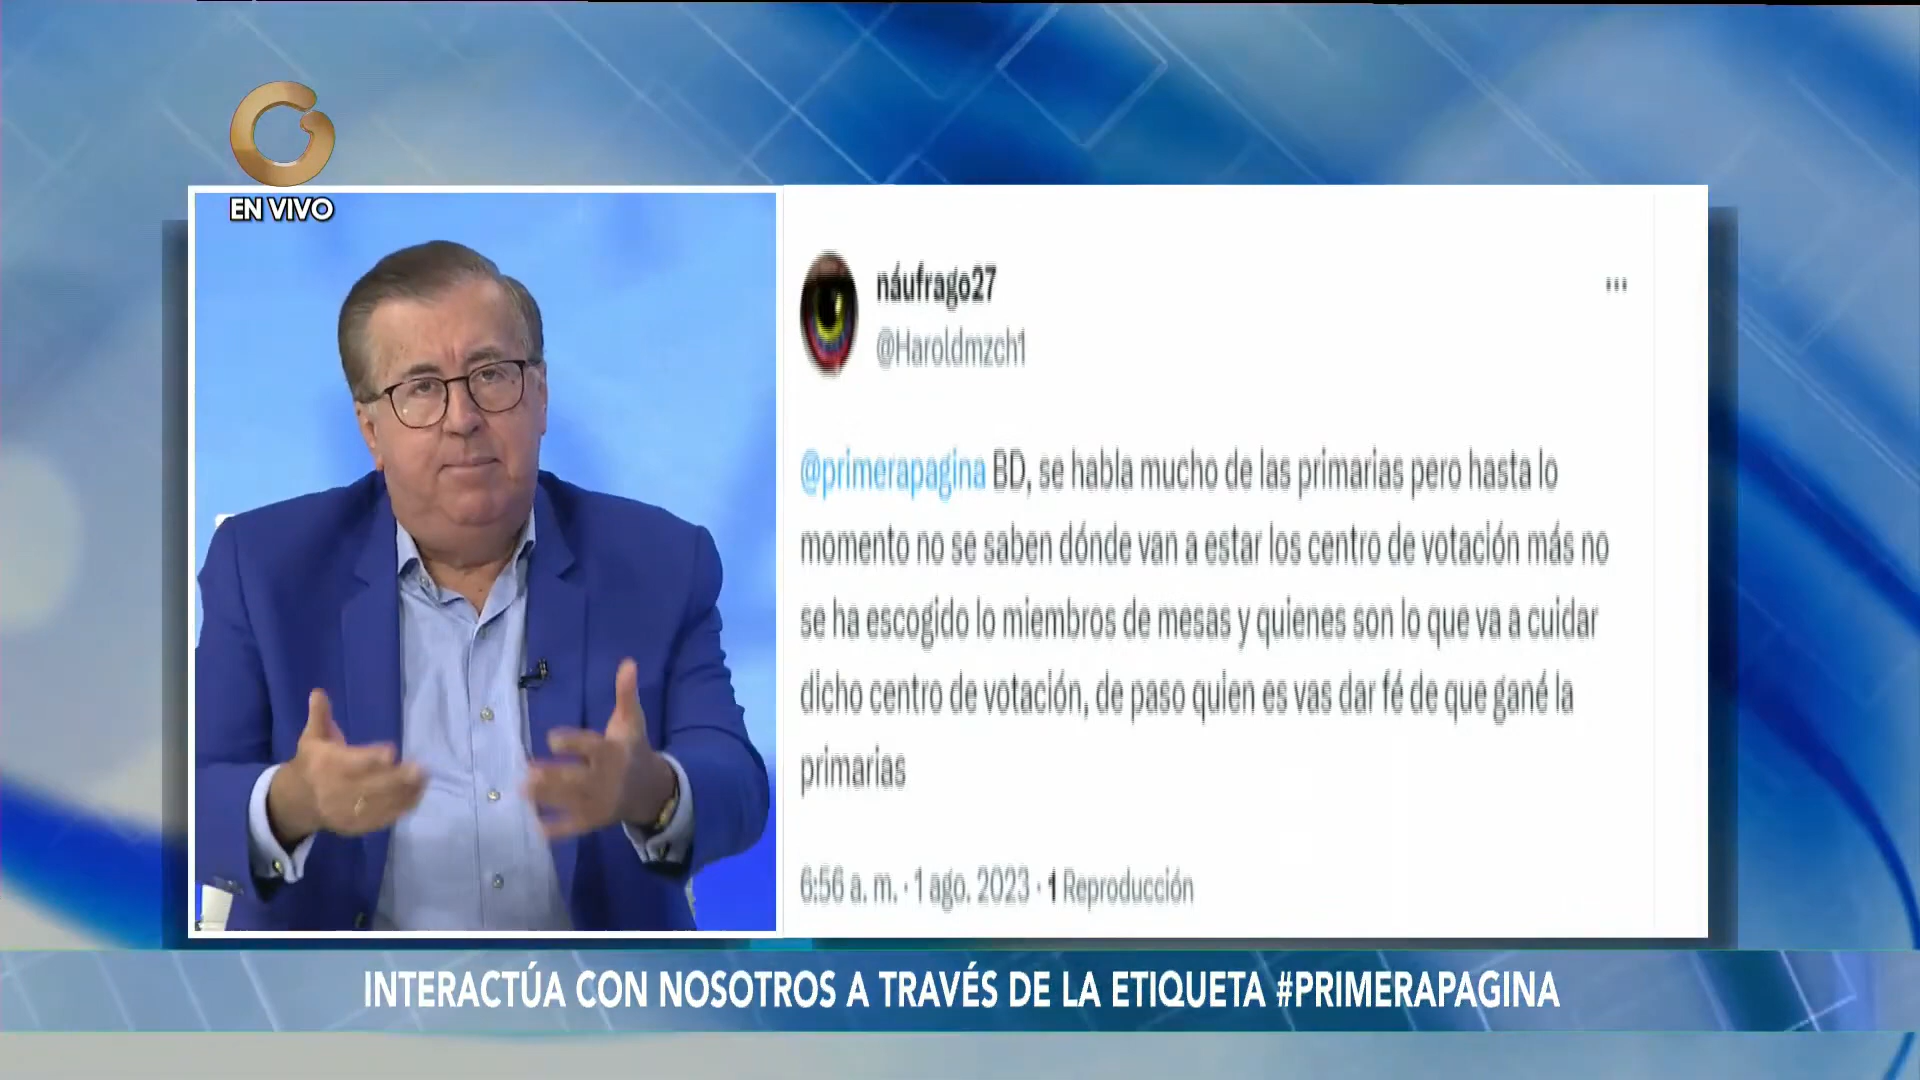 EN VIVO
náufrago27
@Haroldmzch1
@primerapagina BD, se habla mucho de las primarias pero hasta lo
momento no se saben dónde van a estar los centro de votación más no
se ha escogido lo miembros de mesas y quienes son lo que va a cuidar
dicho centro de votación, de paso quien es vas dar fé de que gané la
primarias
6:56 a. m. · 1 ago. 2023 · 1 Reproducción
INTERACTÚA CON NOSOTROS A TRAVÉS DE LA ETIQUETA #PRIMERAPAGINA